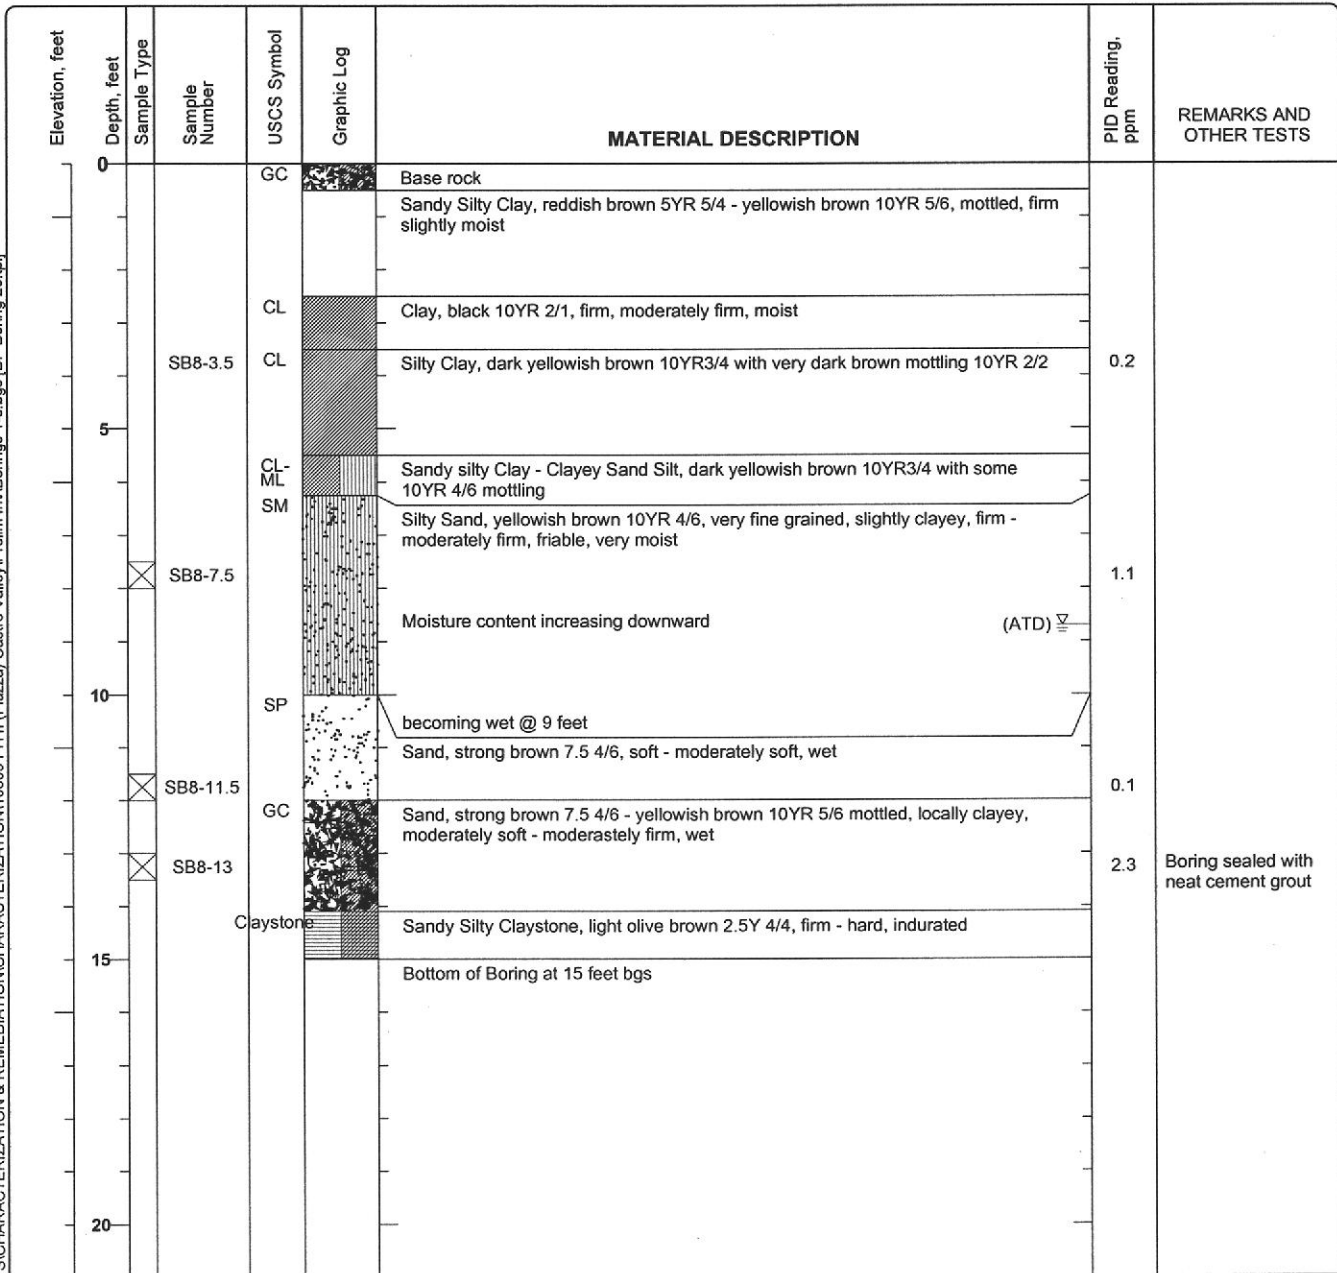 Elevation, feet
Depth, feet
Sample Type
Sample
Number
USCS Symbol
Graphic Log
MATERIAL DESCRIPTION
PID Reading,
ppm
REMARKS AND
OTHER TESTS
0
GC
Base rock
Sandy Silty Clay, reddish brown 5YR 5/4 - yellowish brown 10YR 5/6, mottled, firm
slightly moist
CL
Clay, black 10YR 2/1, firm, moderately firm, moist
SB8-3.5
CL
Silty Clay, dark yellowish brown 10YR3/4 with very dark brown mottling 10YR 2/2
0.2
5
CL-
ML
Sandy silty Clay - Clayey Sand Silt, dark yellowish brown 10YR3/4 with some
10YR 4/6 mottling
SM
Silty Sand, yellowish brown 10YR 4/6, very fine grained, slightly clayey, firm -
moderately firm, friable, very moist
SB8-7.5
1.1
Moisture content increasing downward
(ATD)
10
SP
becoming wet @ 9 feet
Sand, strong brown 7.5 4/6, soft - moderately soft, wet
SB8-11.5
0.1
GC
Sand, strong brown 7.5 4/6 - yellowish brown 10YR 5/6 mottled, locally clayey,
moderately soft - moderastely firm, wet
SB8-13
2.3
Boring sealed with
neat cement grout
Claystone
Sandy Silty Claystone, light olive brown 2.5Y 4/4, firm - hard, indurated
15
Bottom of Boring at 15 feet bgs
20